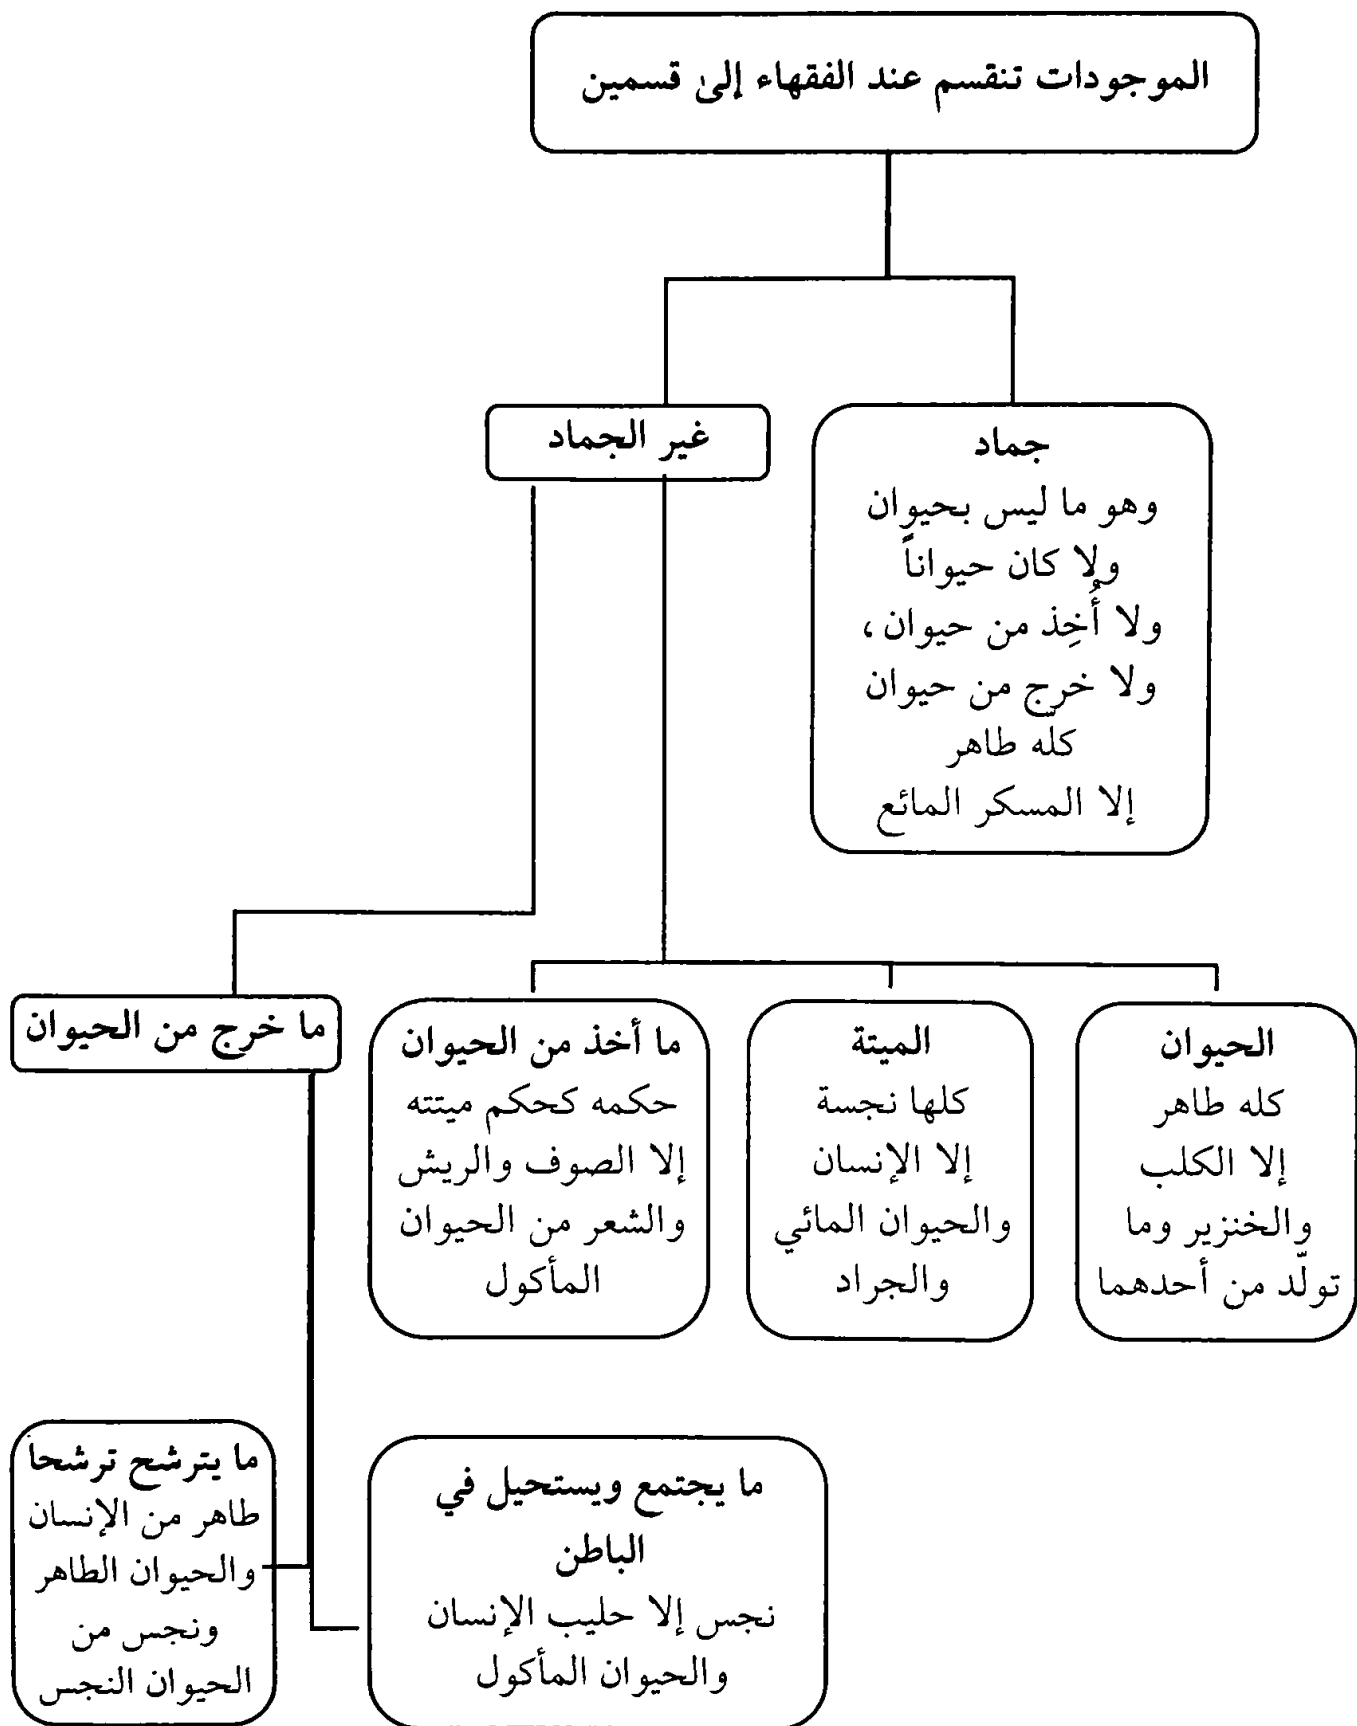 الموجودات تنقسم عند الفقهاء إلىٰ قسمين
جماد
وهو ما ليس بحيوان
ولا كان حيواناً
ولا أُخِذ من حيوان،
ولا خرج من حيوان
كلّه طاهر
إلا المسكر المائع
غير الجماد
الحيوان
كله طاهر
إلا الكلب
والخنزير وما
تولّد من أحدهما
الميتة
كلها نجسة
إلا الإنسان
والحيوان المائي
والجراد
ما أخذ من الحيوان
حكمه كحكم ميتته
إلا الصوف والريش
والشعر من الحيوان
المأكول
ما خرج من الحيوان
ما يجتمع ويستحيل في
الباطن
نجس إلا حليب الإنسان
والحيوان المأكول
ما يترشح ترشحا
طاهر من الإنسان
والحيوان الطاهر
ونجس من
الحيوان النجس